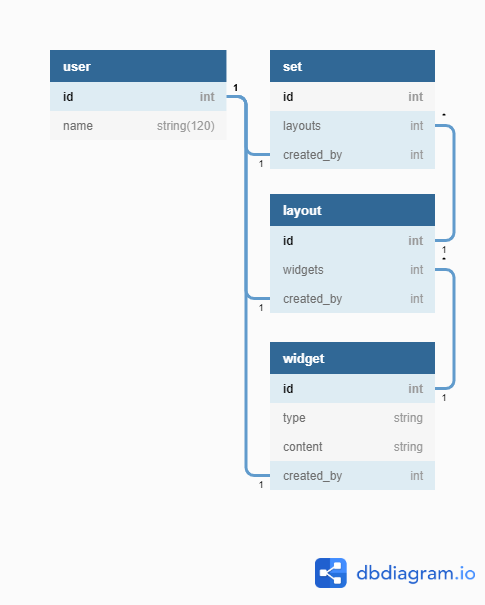 user
id int
name string(120)
1
1
1
1
set
id int
layouts int
created_by int
*
1
layout
id int
widgets int
created_by int
*
1
widget
id int
type string
content string
created_by int
dbdiagram.io